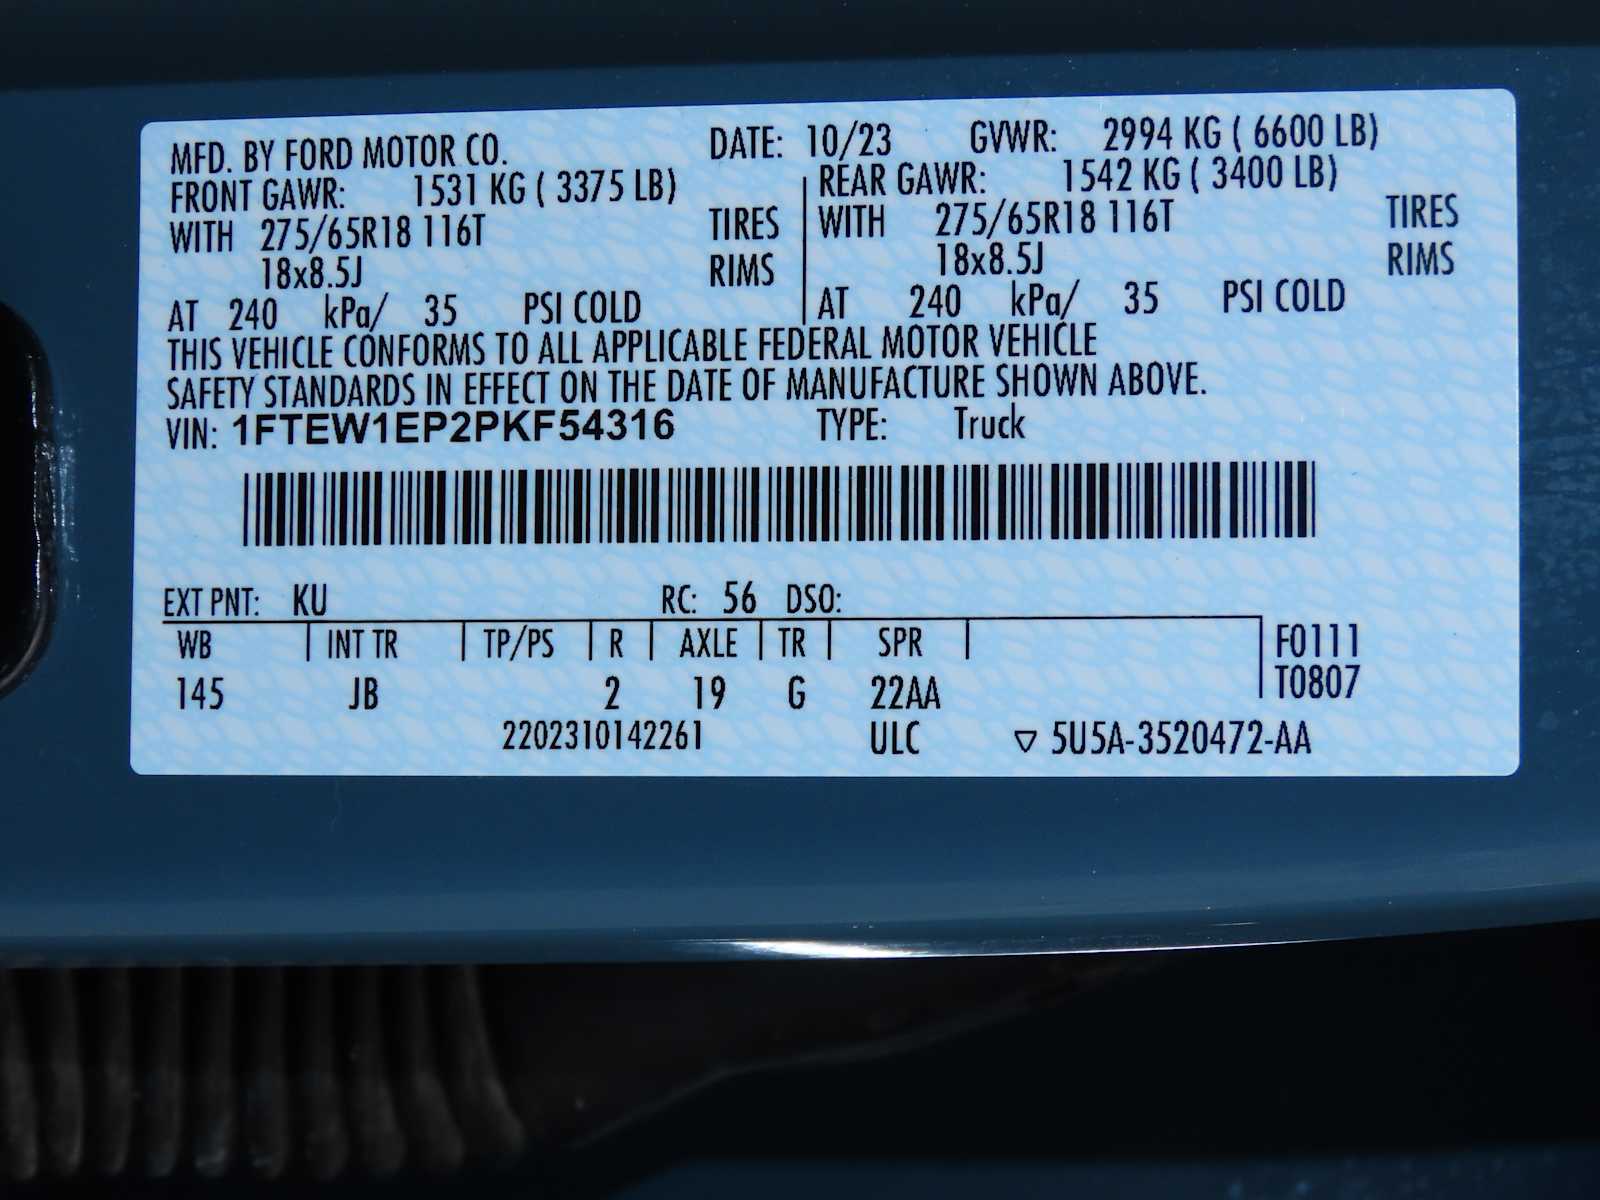 MFD. BY FORD MOTOR CO. DATE: 10/23 GVWR: 2994 KG ( 6600 LB)
FRONT GAWR: 1531 KG ( 3375 LB) REAR GAWR: 1542 KG ( 3400 LB)
WITH 275/65R18 116T TIRES WITH 275/65R18 116T TIRES
18x8.5J RIMS 18x8.5J RIMS
AT 240 kPa/ 35 PSI COLD AT 240 kPa/ 35 PSI COLD
THIS VEHICLE CONFORMS TO ALL APPLICABLE FEDERAL MOTOR VEHICLE
SAFETY STANDARDS IN EFFECT ON THE DATE OF MANUFACTURE SHOWN ABOVE.
VIN: 1FTEW1EP2PKF54316 TYPE: Truck
EXT PNT: KU RC: 56 DSO:
WB INT TR TP/PS R AXLE TR SPR F0111
145 JB 2 19 G 22AA T0807
2202310142261 ULC ▽ 5U5A-3520472-AA